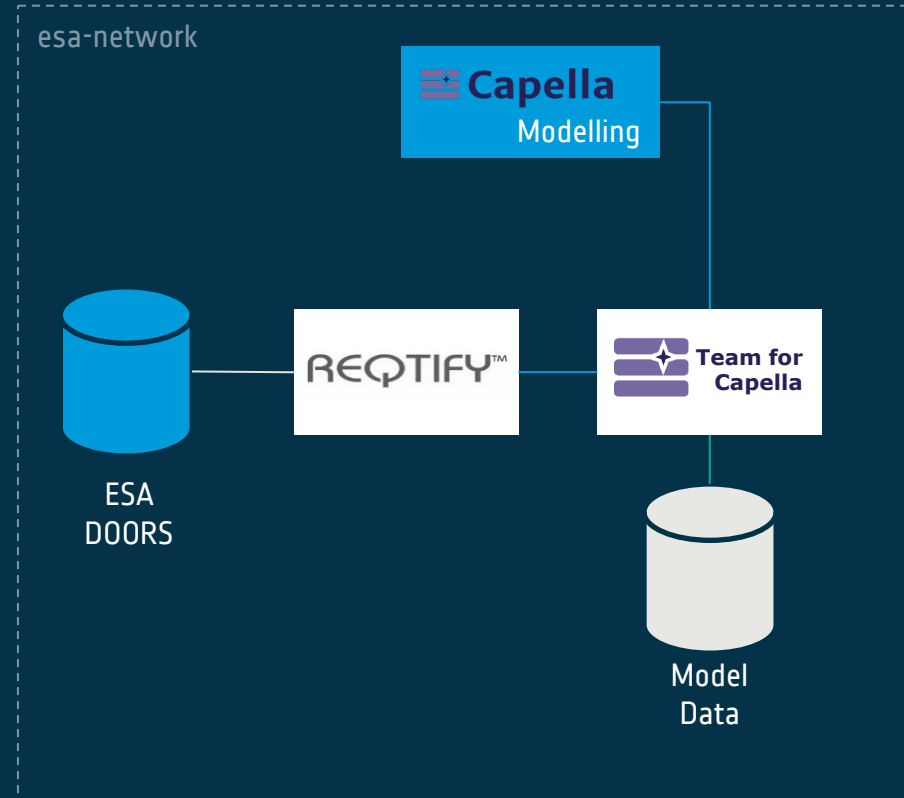 esa-network
Capella
Modelling
REQTIFY™
Team for
Capella
ESA
DOORS
Model
Data